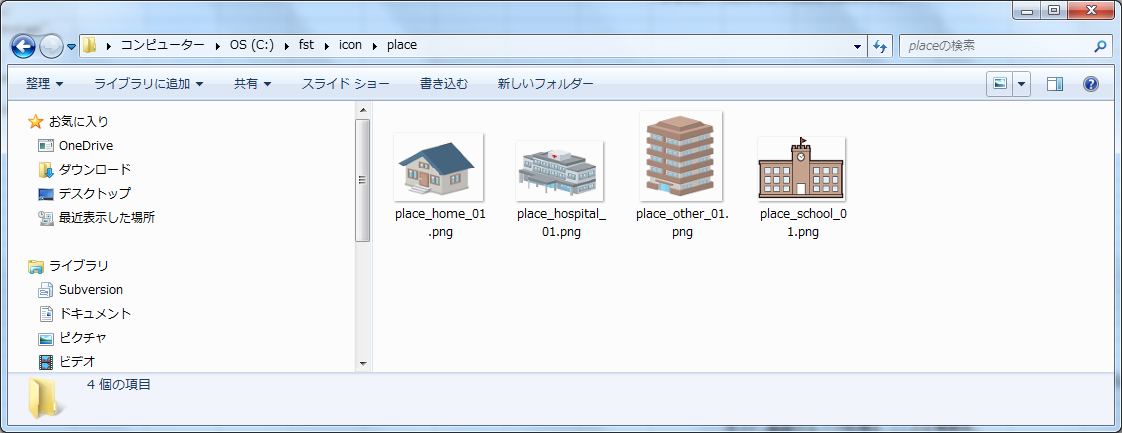 コンピューター ▸ OS (C:) ▸ fst ▸ icon ▸ place
placeの検索
整理 ライブラリに追加 共有 スライド ショー 書き込む 新しいフォルダー
お気に入り
OneDrive
ダウンロード
デスクトップ
最近表示した場所
ライブラリ
Subversion
ドキュメント
ピクチャ
ビデオ
place_home_01
.png
place_hospital_
01.png
place_other_01.
png
place_school_0
1.png
4 個の項目